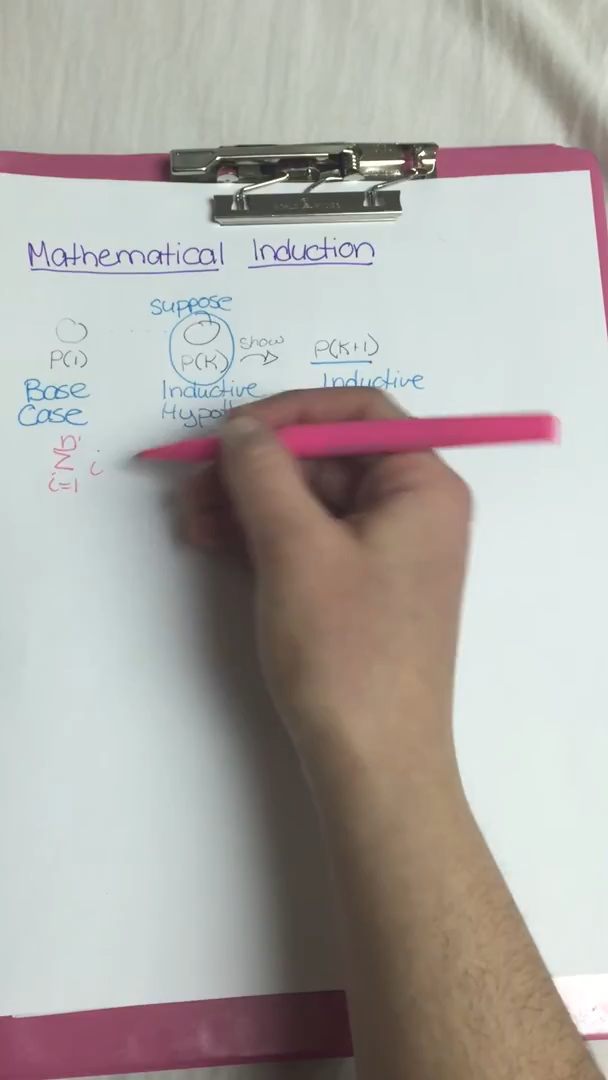 Mathematical Induction
suppose
show
P(1) P(K) P(K+1)
Base Inductive Inductive
Case
n
Σ i
i=1